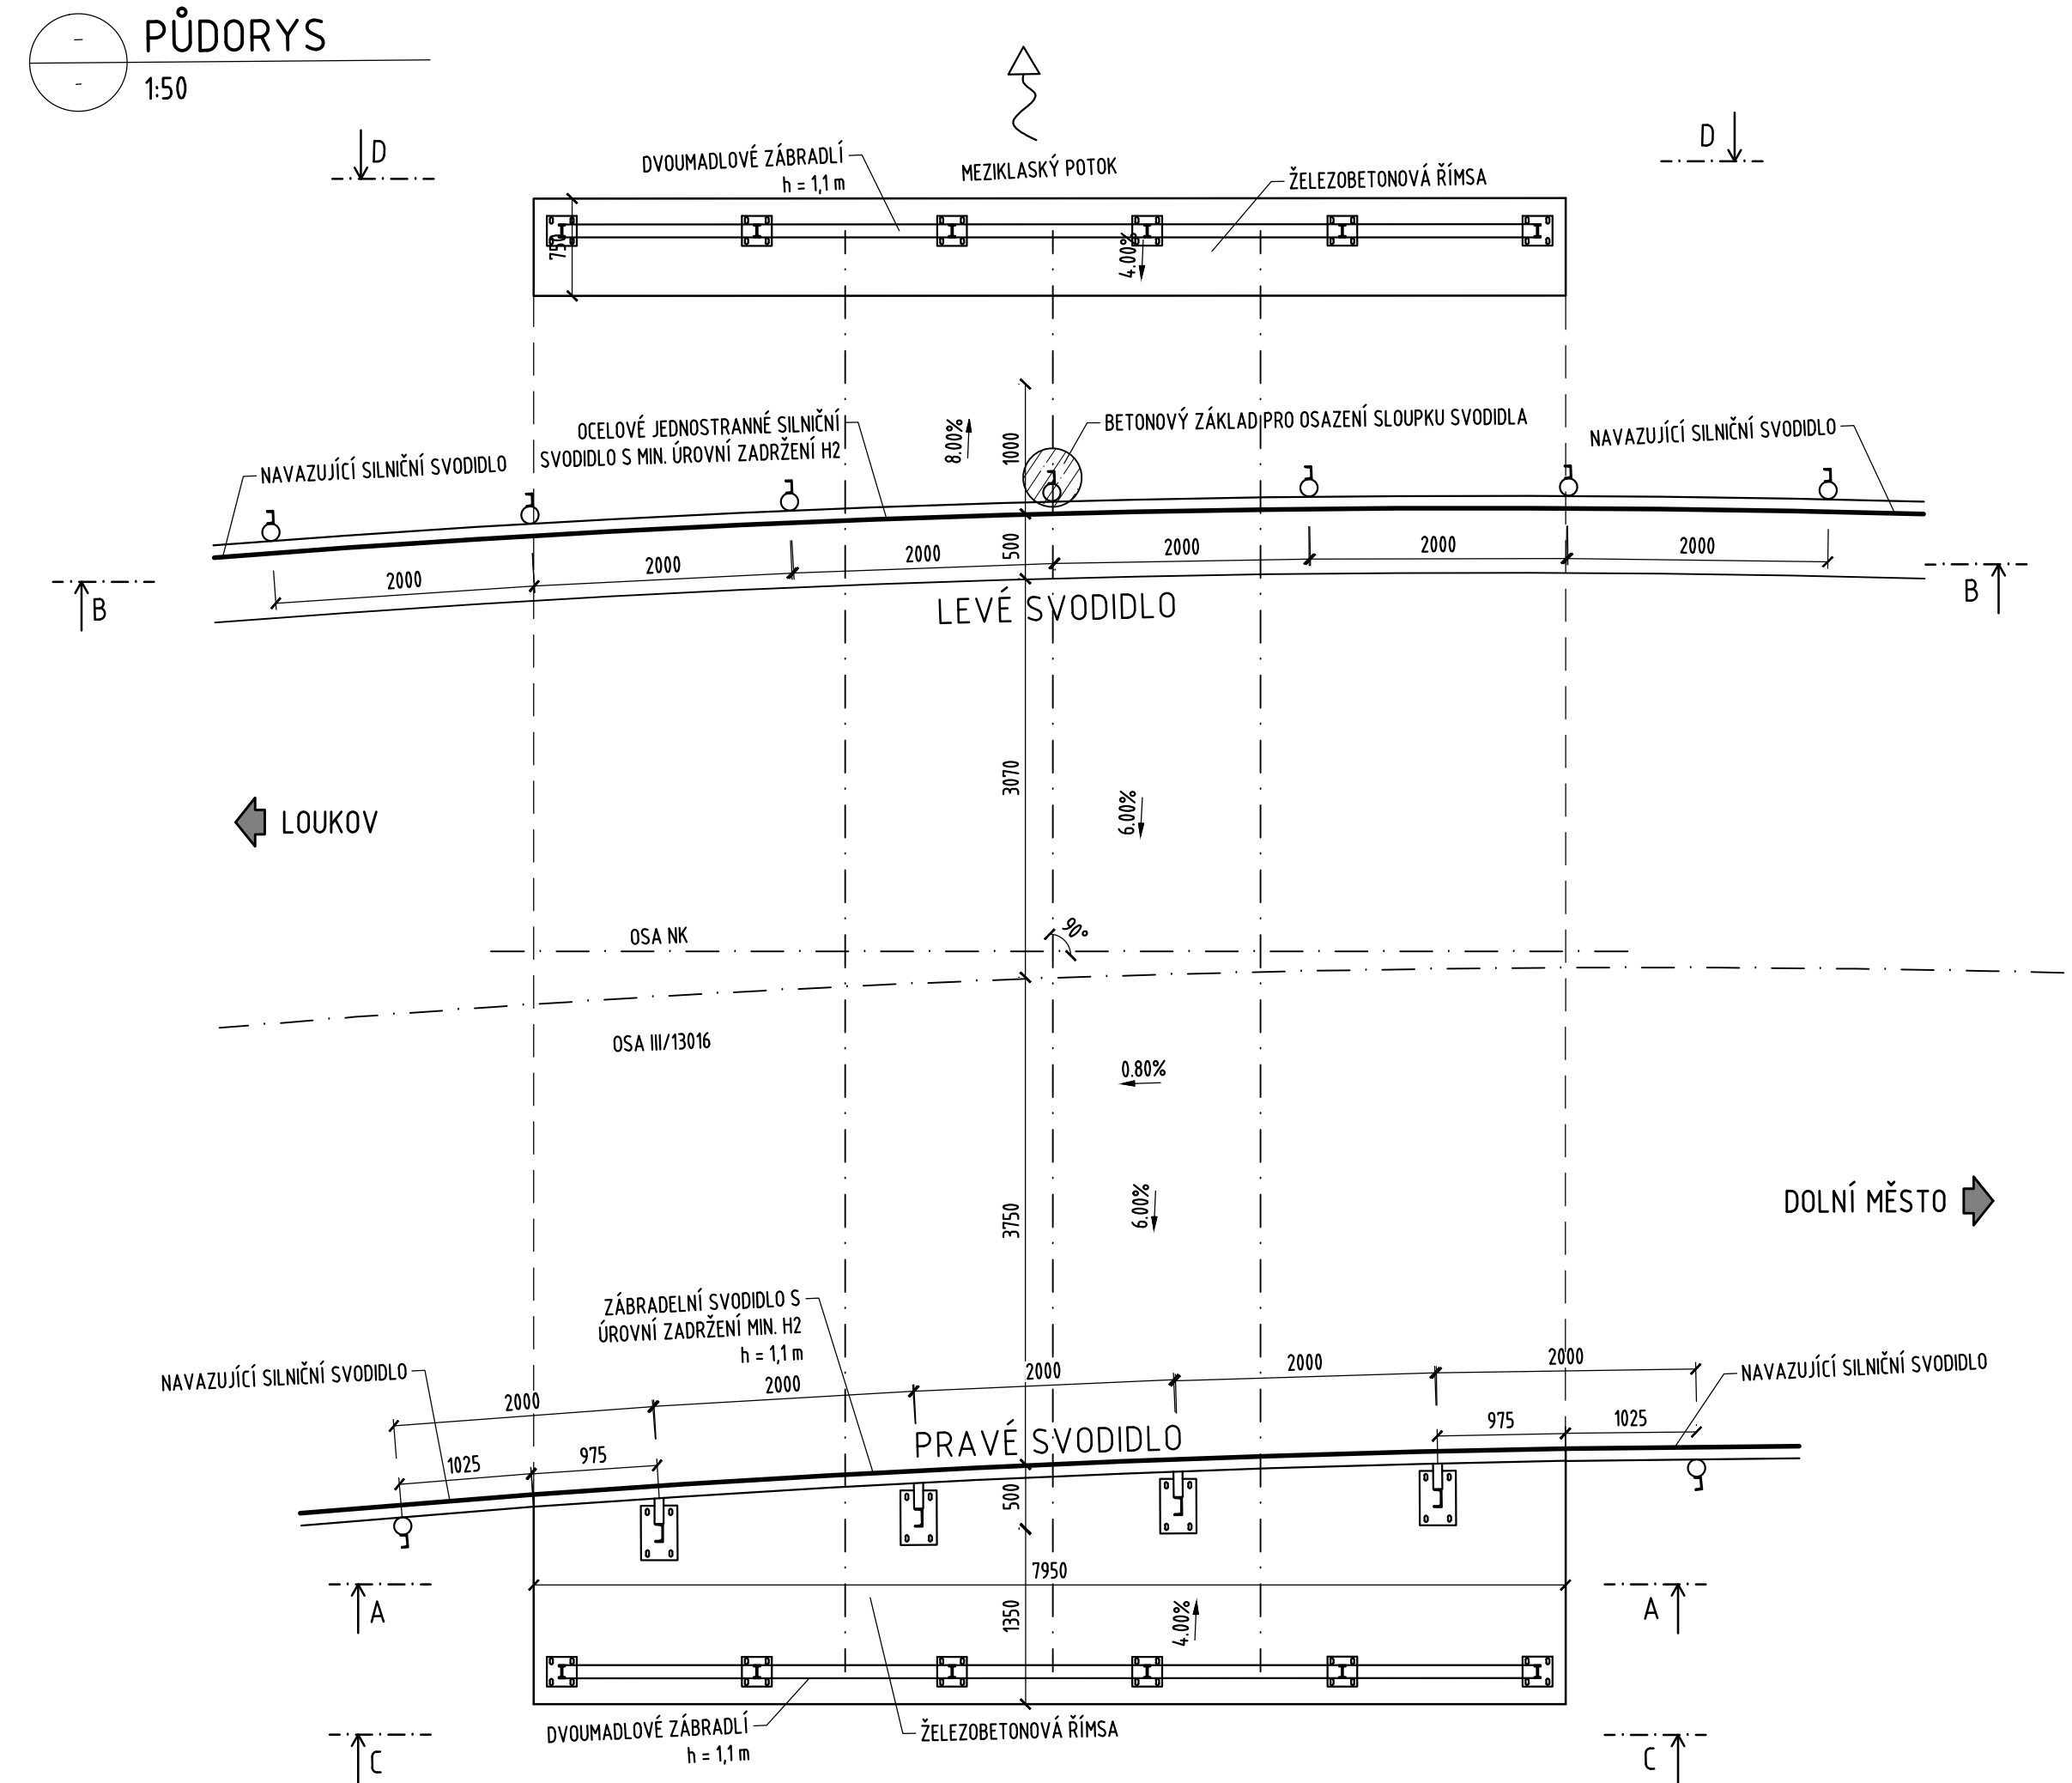 PŮDORYS
1:50
-
-
D
D
DVOUMADLOVÉ ZÁBRADLÍ
h = 1,1 m
MEZIKLASKÝ POTOK
ŽELEZOBETONOVÁ ŘÍMSA
750
4.00%
OCELOVÉ JEDNOSTRANNÉ SILNIČNÍ
SVODIDLO S MIN. ÚROVNÍ ZADRŽENÍ H2
8.00%
1000
BETONOVÝ ZÁKLAD PRO OSAZENÍ SLOUPKU SVODIDLA
NAVAZUJÍCÍ SILNIČNÍ SVODIDLO
NAVAZUJÍCÍ SILNIČNÍ SVODIDLO
2000
2000
2000
500
2000
2000
2000
B
B
LEVÉ SVODIDLO
3070
6.00%
LOUKOV
OSA NK
90°
OSA III/13016
0.80%
3750
6.00%
DOLNÍ MĚSTO
ZÁBRADELNÍ SVODIDLO S
ÚROVNÍ ZADRŽENÍ MIN. H2
h = 1,1 m
NAVAZUJÍCÍ SILNIČNÍ SVODIDLO
NAVAZUJÍCÍ SILNIČNÍ SVODIDLO
2000
2000
2000
2000
2000
1025
975
975
1025
PRAVÉ SVODIDLO
500
7950
1350
4.00%
A
A
DVOUMADLOVÉ ZÁBRADLÍ
h = 1,1 m
ŽELEZOBETONOVÁ ŘÍMSA
C
C